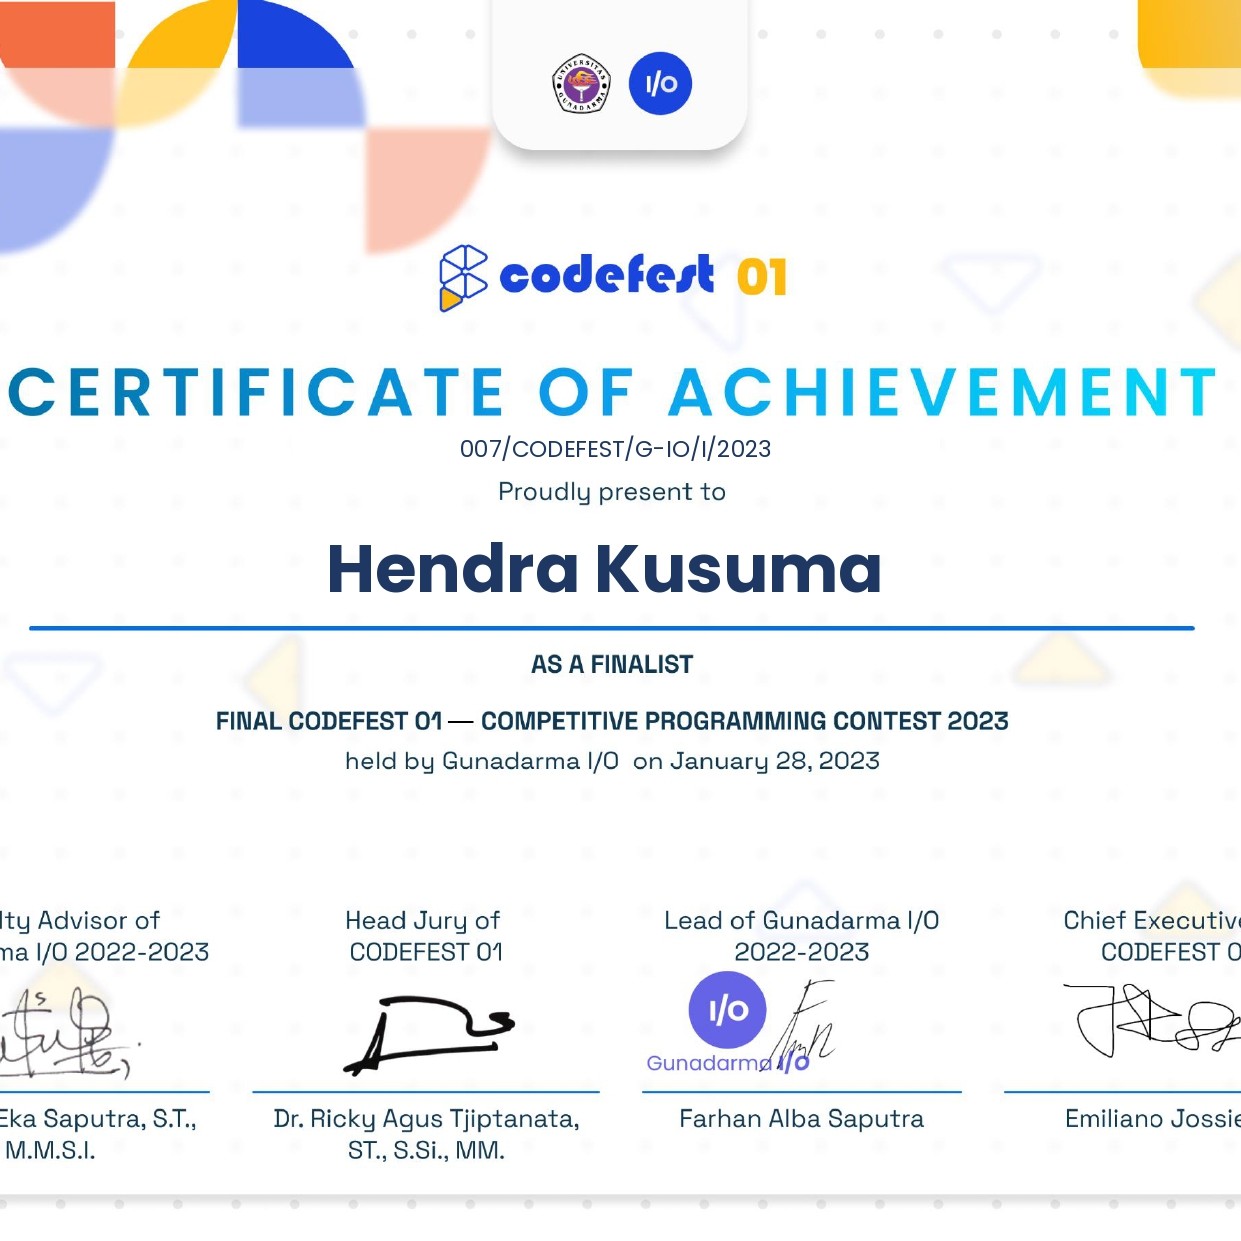 UNIVERSITAS GUNADARMA
I/O
codefest 01
CERTIFICATE OF ACHIEVEMENT
007/CODEFEST/G-IO/I/2023
Proudly present to
Hendra Kusuma
AS A FINALIST
FINAL CODEFEST 01 — COMPETITIVE PROGRAMMING CONTEST 2023
held by Gunadarma I/O on January 28, 2023
lty Advisor of
ma I/O 2022-2023
Eka Saputra, S.T.,
M.M.S.I.
Head Jury of
CODEFEST 01
Dr. Ricky Agus Tjiptanata,
ST., S.Si., MM.
Lead of Gunadarma I/O
2022-2023
I/O
Gunadarma I/O
Farhan Alba Saputra
Chief Executive
CODEFEST 0
Emiliano Jossie